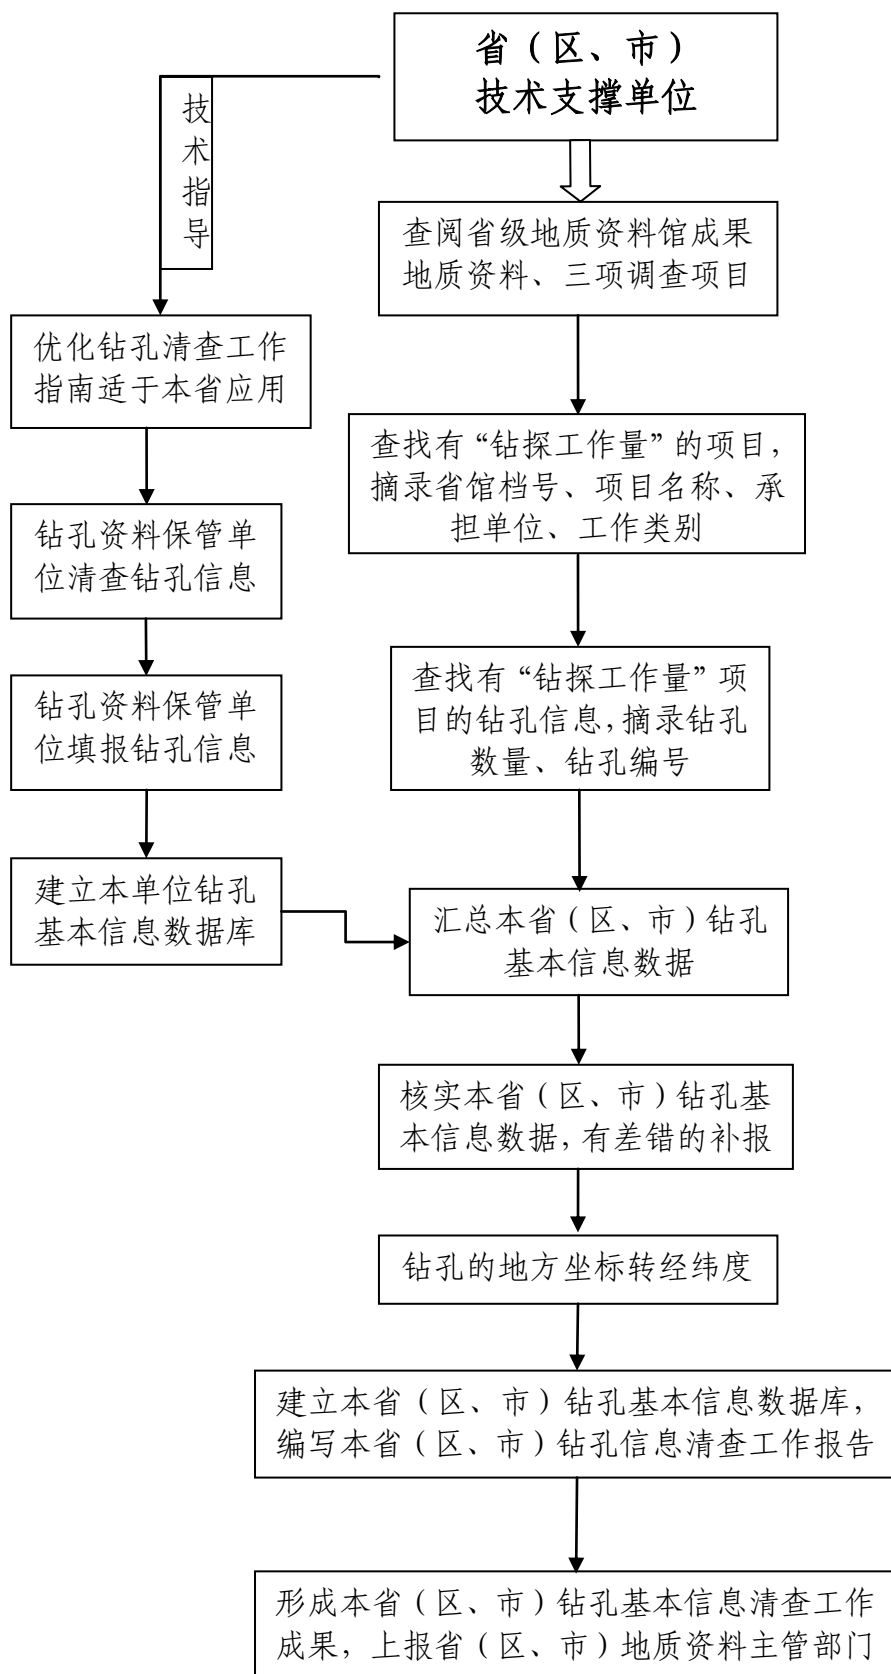 省（区、市）
技术支撑单位
技
术
指
导
查阅省级地质资料馆成果
地质资料、三项调查项目
优化钻孔清查工作
指南适于本省应用
查找有“钻探工作量”的项目，
摘录省馆档号、项目名称、承
担单位、工作类别
钻孔资料保管单
位清查钻孔信息
查找有“钻探工作量”项
目的钻孔信息，摘录钻孔
数量、钻孔编号
钻孔资料保管单
位填报钻孔信息
建立本单位钻孔
基本信息数据库
汇总本省（区、市）钻孔
基本信息数据
核实本省（区、市）钻孔基
本信息数据，有差错的补报
钻孔的地方坐标转经纬度
建立本省（区、市）钻孔基本信息数据库，
编写本省（区、市）钻孔信息清查工作报告
形成本省（区、市）钻孔基本信息清查工作
成果，上报省（区、市）地质资料主管部门